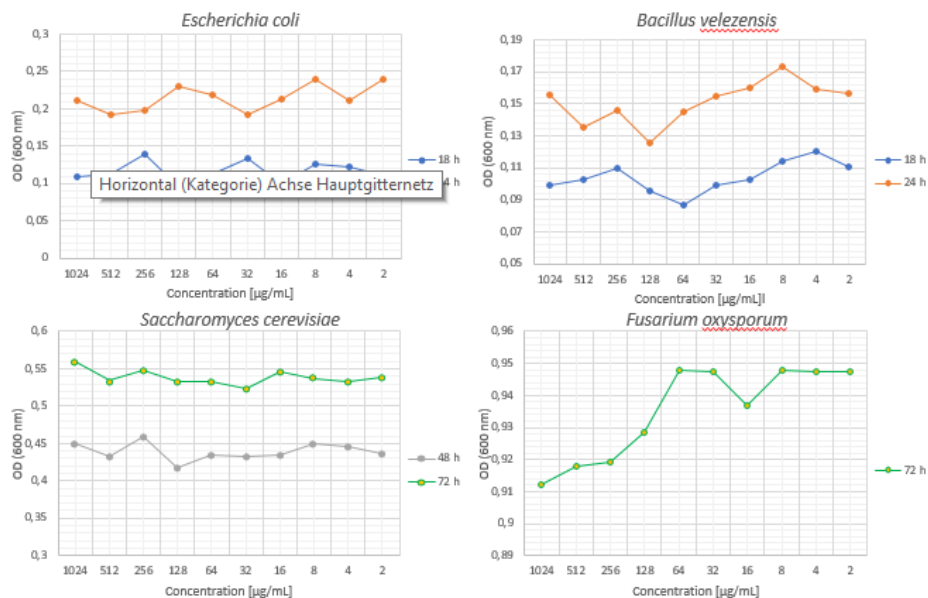 Escherichia coli
0,3
0,25
0,2
0,15
0,1
0,05
0
OD (600 nm)
1024 512 256 128 64 32 16 8 4 2
Concentration [µg/mL]
18 h
4 h
Horizontal (Kategorie) Achse Hauptgitternetz
Bacillus velezensis
0,19
0,17
0,15
0,13
0,11
0,09
0,07
0,05
OD (600 nm)
1024 512 256 128 64 32 16 8 4 2
Concentration [µg/mL]l
18 h
24 h
Saccharomyces cerevisiae
0,6
0,55
0,5
0,45
0,4
0,35
0,3
OD (600 nm)
1024 512 256 128 64 32 16 8 4 2
Concentration [µg/mL]
48 h
72 h
Fusarium oxysporum
0,96
0,95
0,94
0,93
0,92
0,91
0,9
0,89
OD (600 nm)
1024 512 256 128 64 32 16 8 4 2
Concentration [µg/mL]
72 h